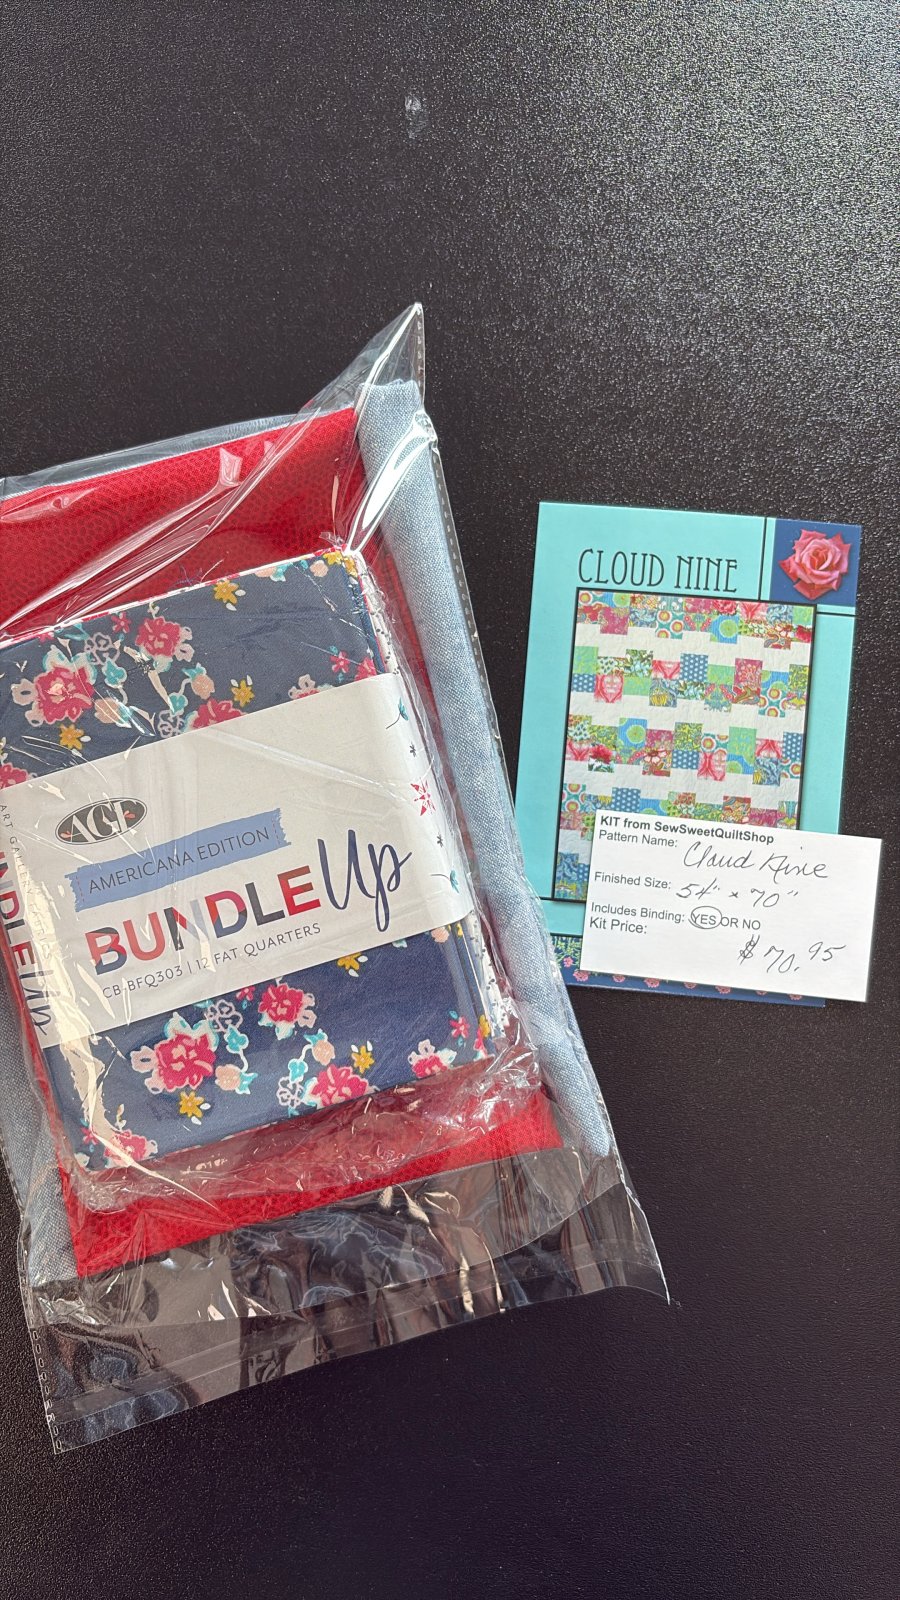 AGF
AMERICANA EDITION
BUNDLE Up
CB-BFQ303 | 12 FAT QUARTERS
CLOUD NINE
KIT from SewSweetQuiltShop
Pattern Name: Cloud Nine
Finished Size: 54" x 70"
Includes Binding: YES OR NO
Kit Price:
$70.95